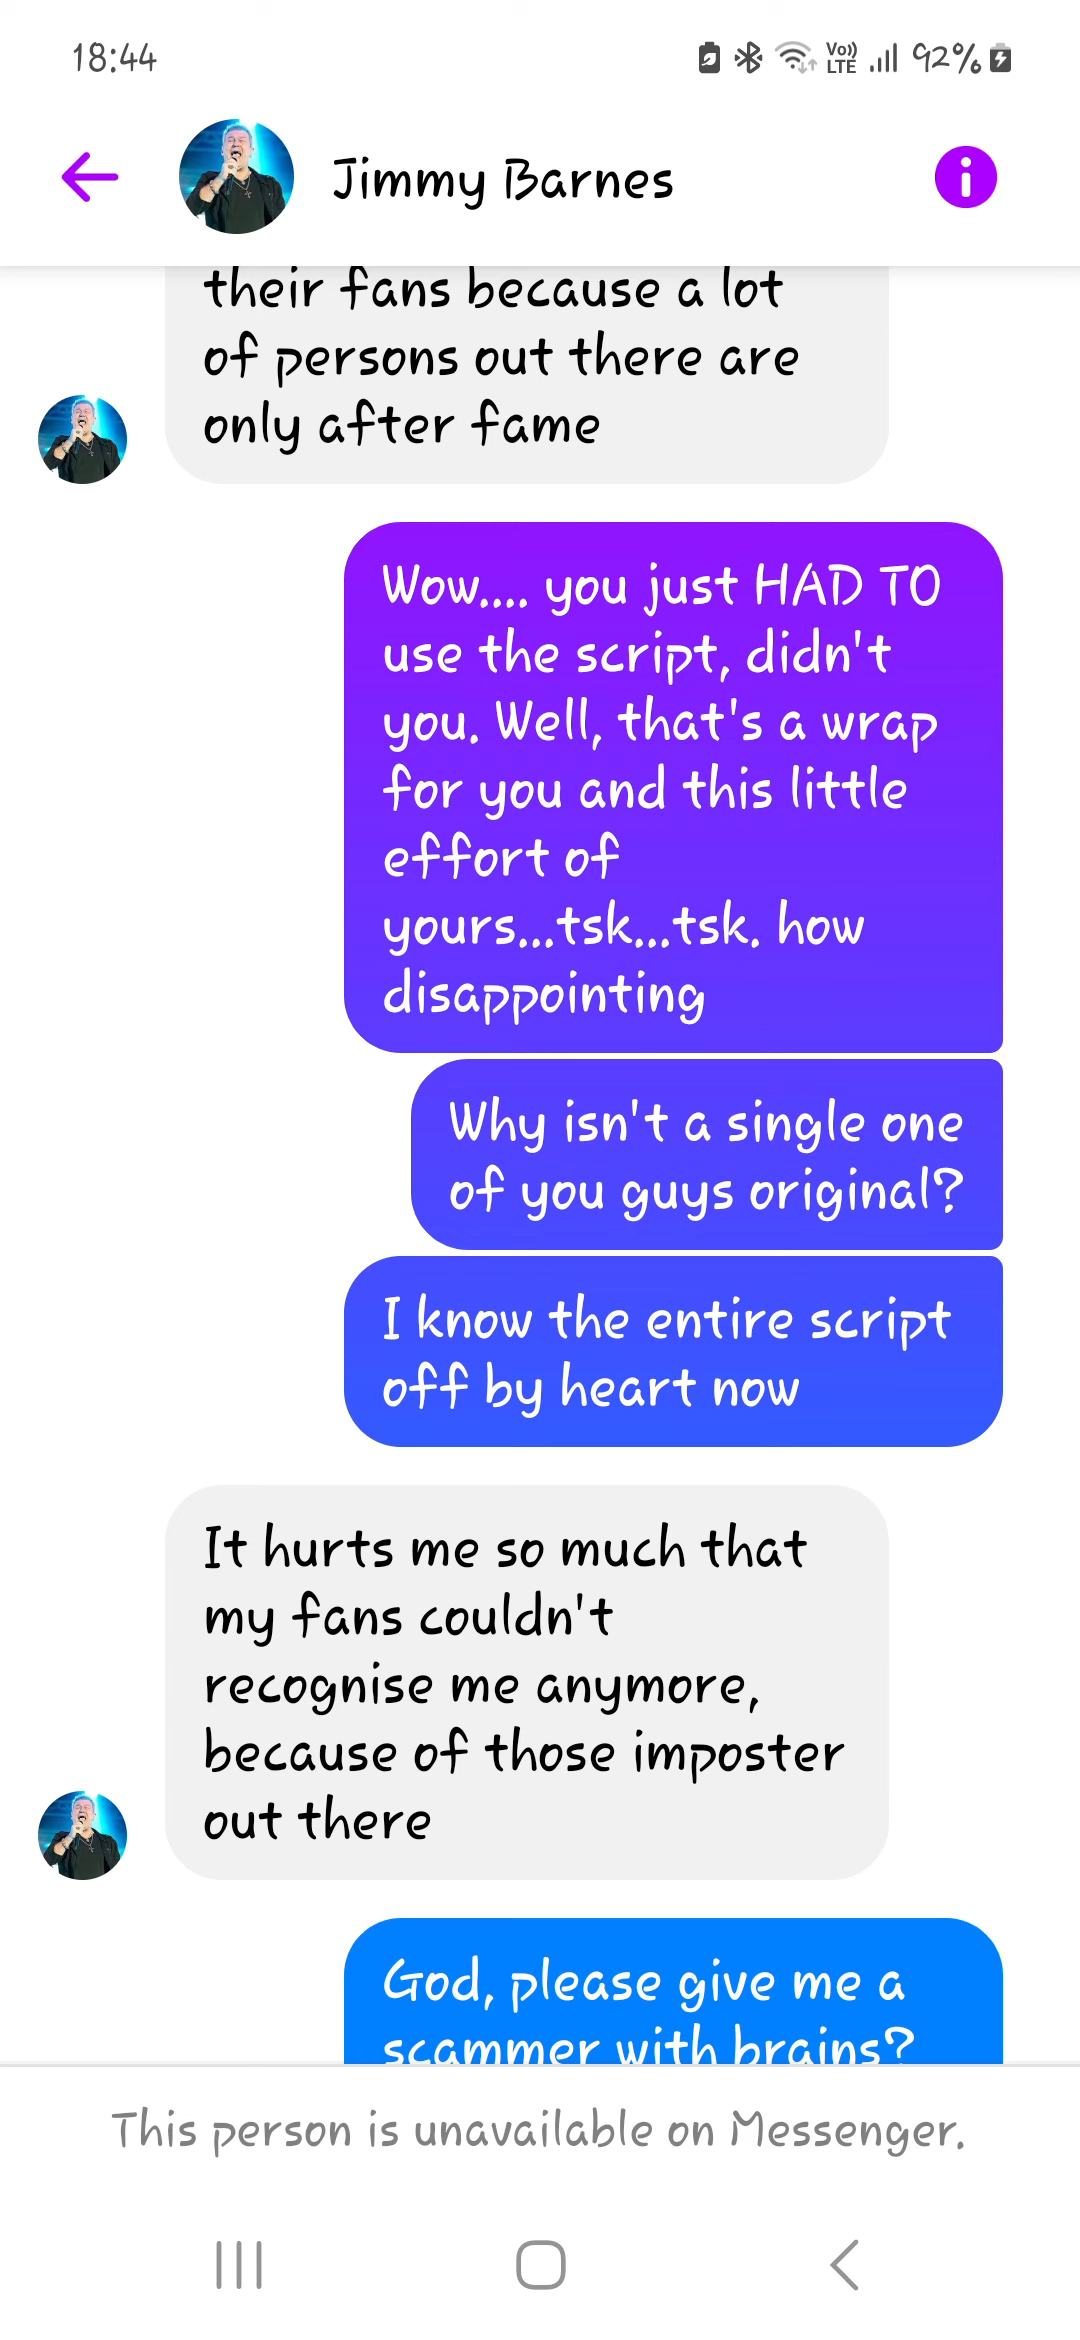 18:44
Vo))
LTE
92%
Jimmy Barnes
their fans because a lot
of persons out there are
only after fame
Wow.... you just HAD TO
use the script, didn't
you. Well, that's a wrap
for you and this little
effort of
yours...tsk...tsk. how
disappointing
Why isn't a single one
of you guys original?
I know the entire script
off by heart now
It hurts me so much that
my fans couldn't
recognise me anymore,
because of those imposter
out there
God, please give me a
scammer with brains?
This person is unavailable on Messenger.